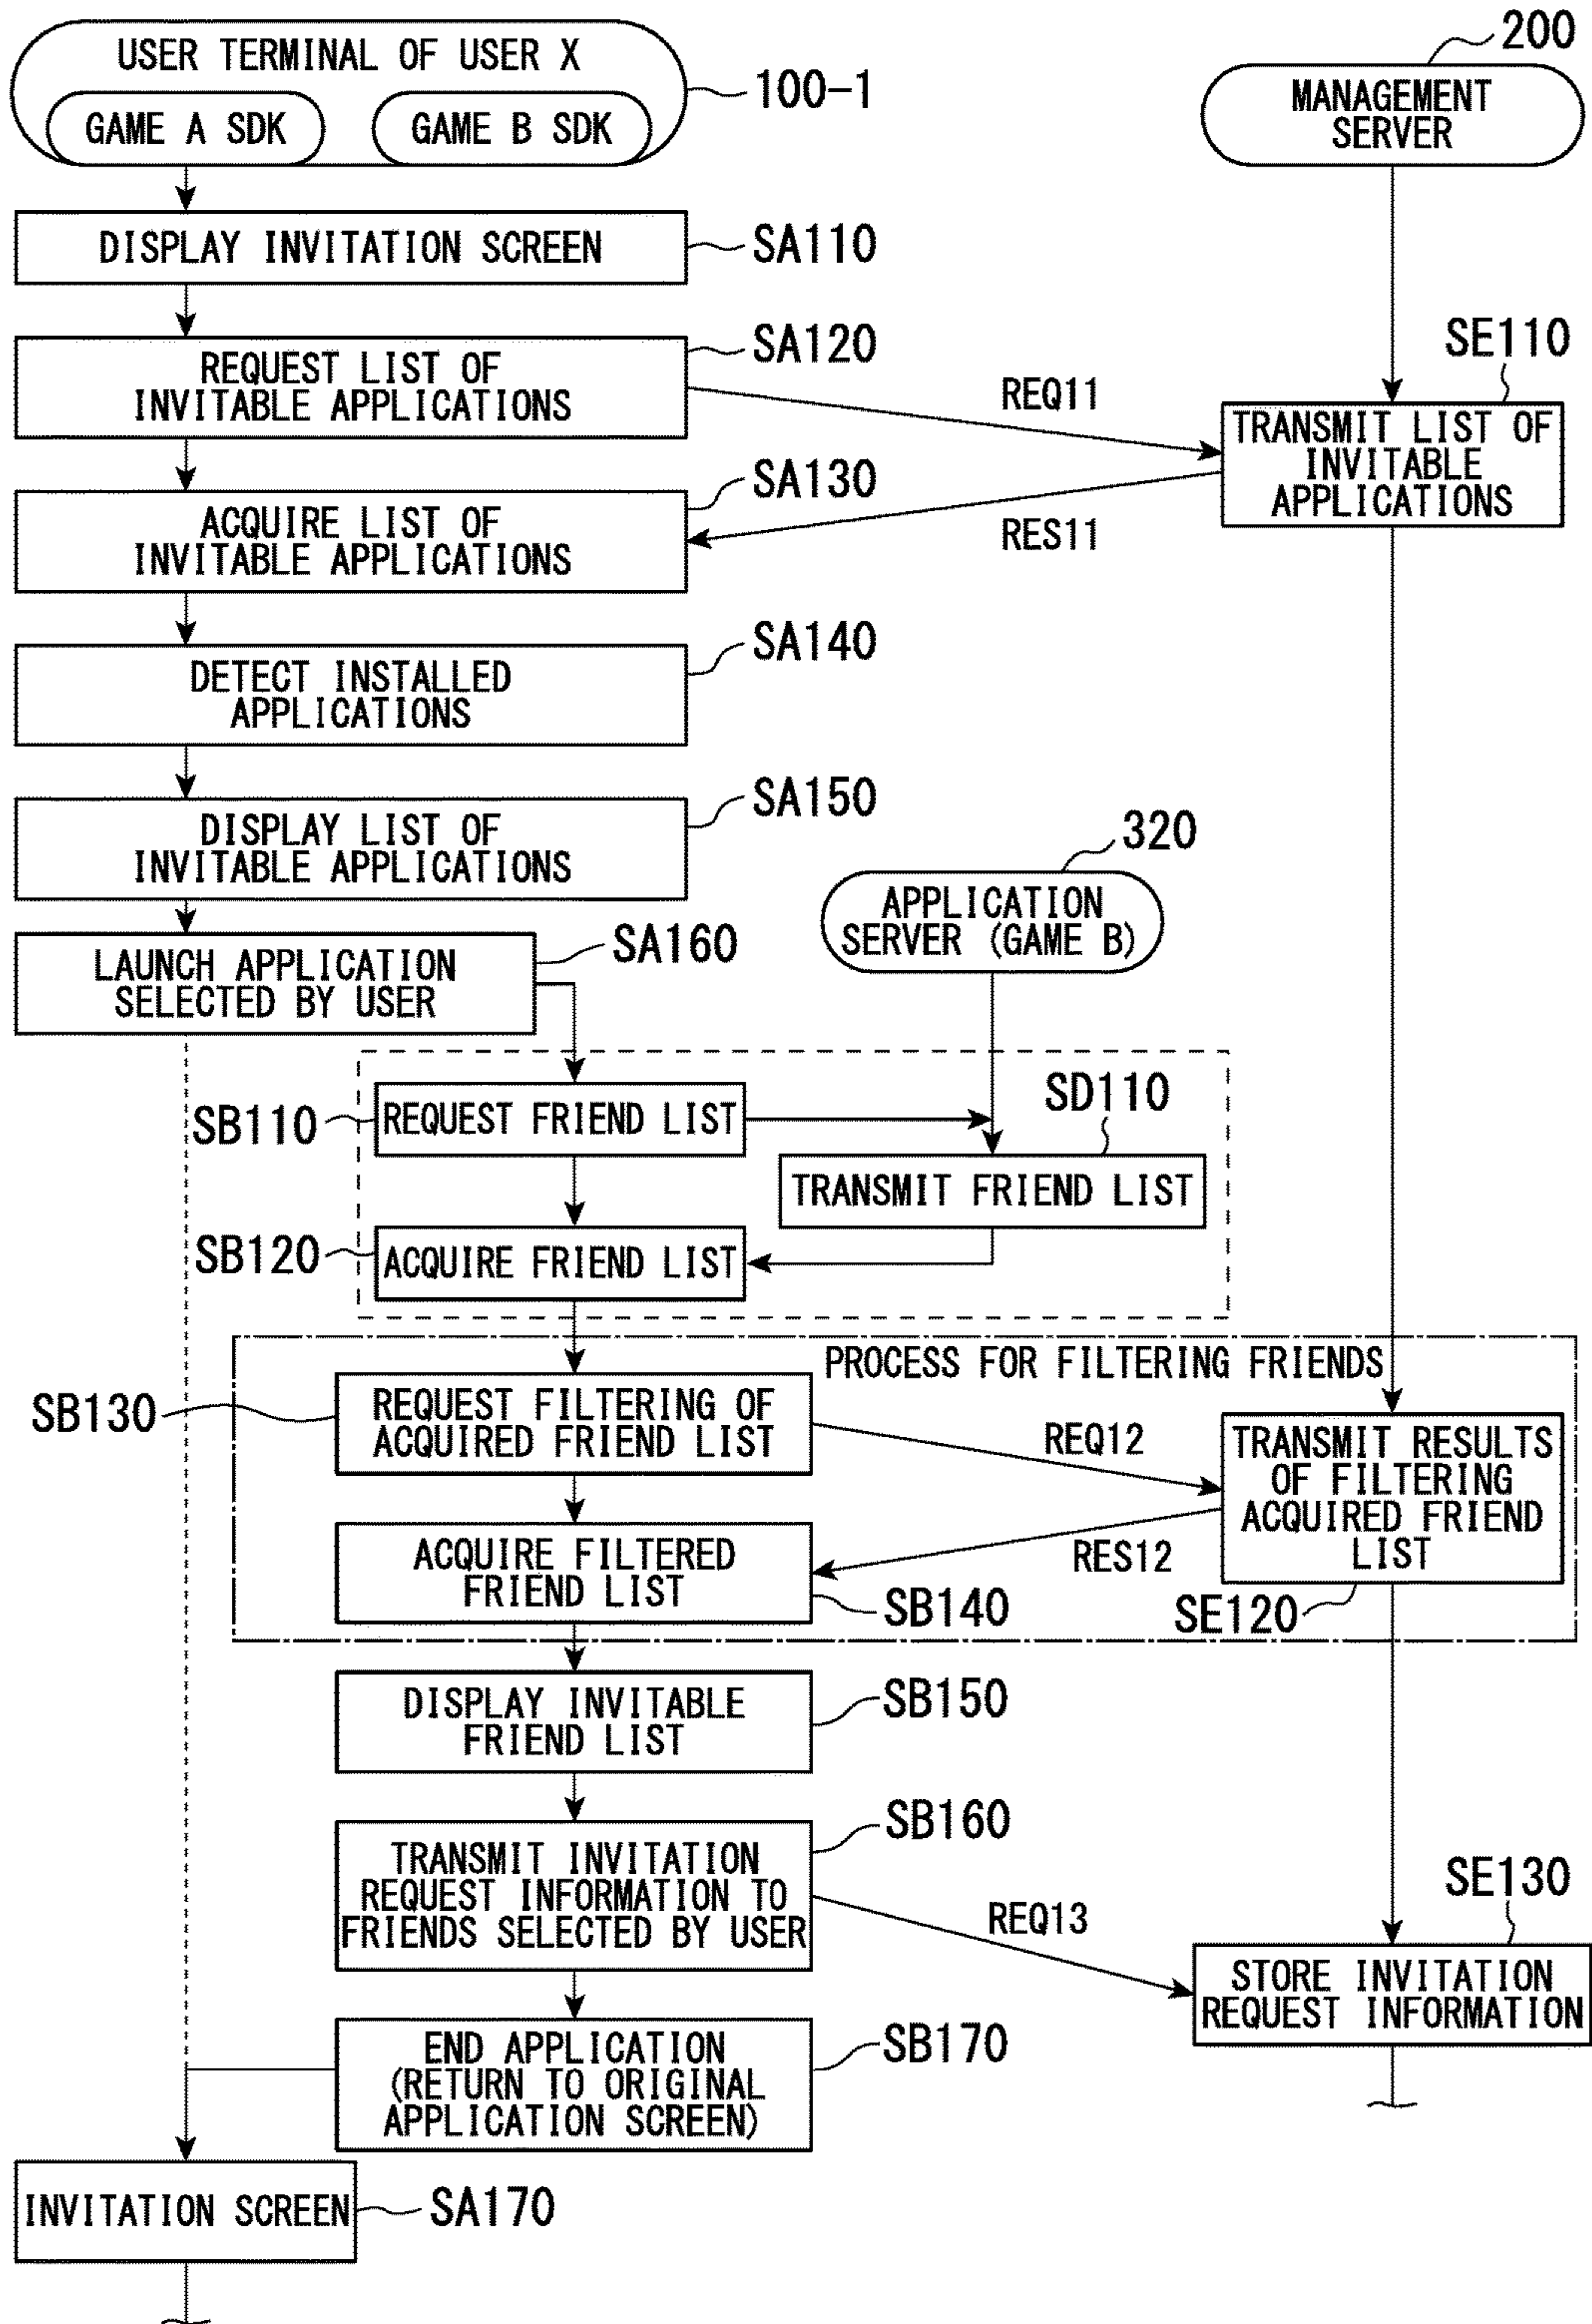 USER TERMINAL OF USER X
GAME A SDK
GAME B SDK
100-1
200
MANAGEMENT
SERVER
DISPLAY INVITATION SCREEN
SA110
REQUEST LIST OF
INVITABLE APPLICATIONS
SA120
REQ11
SE110
TRANSMIT LIST OF
INVITABLE
APPLICATIONS
ACQUIRE LIST OF
INVITABLE APPLICATIONS
SA130
RES11
DETECT INSTALLED
APPLICATIONS
SA140
DISPLAY LIST OF
INVITABLE APPLICATIONS
SA150
320
APPLICATION
SERVER (GAME B)
LAUNCH APPLICATION
SELECTED BY USER
SA160
SB110
REQUEST FRIEND LIST
SD110
TRANSMIT FRIEND LIST
SB120
ACQUIRE FRIEND LIST
PROCESS FOR FILTERING FRIENDS
SB130
REQUEST FILTERING OF
ACQUIRED FRIEND LIST
REQ12
TRANSMIT RESULTS
OF FILTERING
ACQUIRED FRIEND
LIST
ACQUIRE FILTERED
FRIEND LIST
RES12
SB140
SE120
DISPLAY INVITABLE
FRIEND LIST
SB150
TRANSMIT INVITATION
REQUEST INFORMATION TO
FRIENDS SELECTED BY USER
SB160
REQ13
SE130
STORE INVITATION
REQUEST INFORMATION
END APPLICATION
(RETURN TO ORIGINAL
APPLICATION SCREEN)
SB170
INVITATION SCREEN
SA170